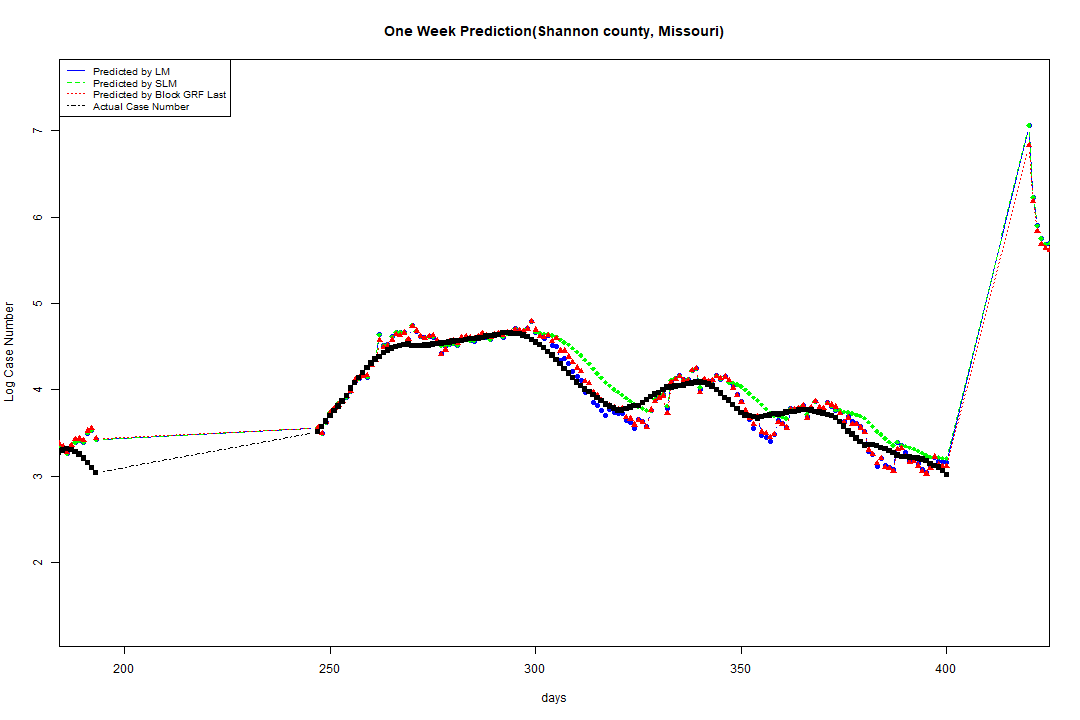 One Week Prediction(Shannon county, Missouri)
Predicted by LM
Predicted by SLM
Predicted by Block GRF Last
Actual Case Number
7
6
5
4
3
2
Log Case Number
200 250 300 350 400
days